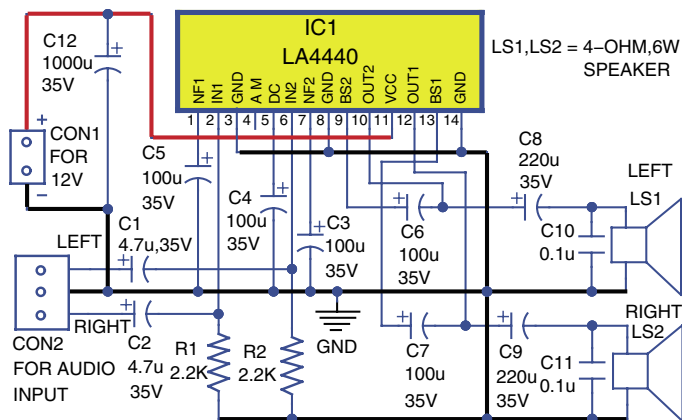 IC1
LA4440
NF1
IN1
GND
A M
DC
IN2
NF2
GND
BS2
OUT2
VCC
OUT1
BS1
GND
1 2 3 4 5 6 7 8 9 10 11 12 13 14
LS1,LS2 = 4-OHM,6W
SPEAKER
C12
1000u
35V
+
+
CON1
FOR
12V
−
C5
100u
35V
+
C4
100u
35V
+
C3
100u
35V
+
C1
4.7u,35V
+
LEFT
RIGHT
C2
4.7u
35V
+
CON2
FOR AUDIO
INPUT
R1
2.2K
R2
2.2K
GND
C6
100u
35V
+
C7
100u
35V
+
C8
220u
35V
+
C9
220u
35V
+
C10
0.1u
C11
0.1u
LEFT
LS1
RIGHT
LS2